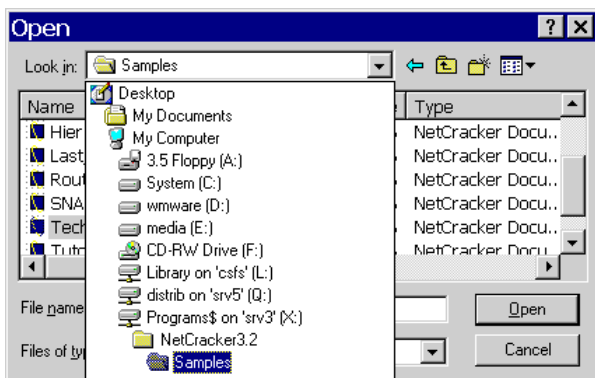 Open
Look in: Samples
Name Type
Desktop
My Documents
My Computer
3.5 Floppy (A:)
System (C:)
wmware (D:)
media (E:)
CD-RW Drive (F:)
Library on 'csfs' (L:)
distrib on 'srv5' (Q:)
Programs$ on 'srv3' (X:)
NetCracker3.2
Samples
Hier NetCracker Docu..
Last NetCracker Docu..
Rout NetCracker Docu..
SNA NetCracker Docu..
Tech NetCracker Docu..
Tuto NetCracker Docu..
File name
Open
Files of ty
Cancel